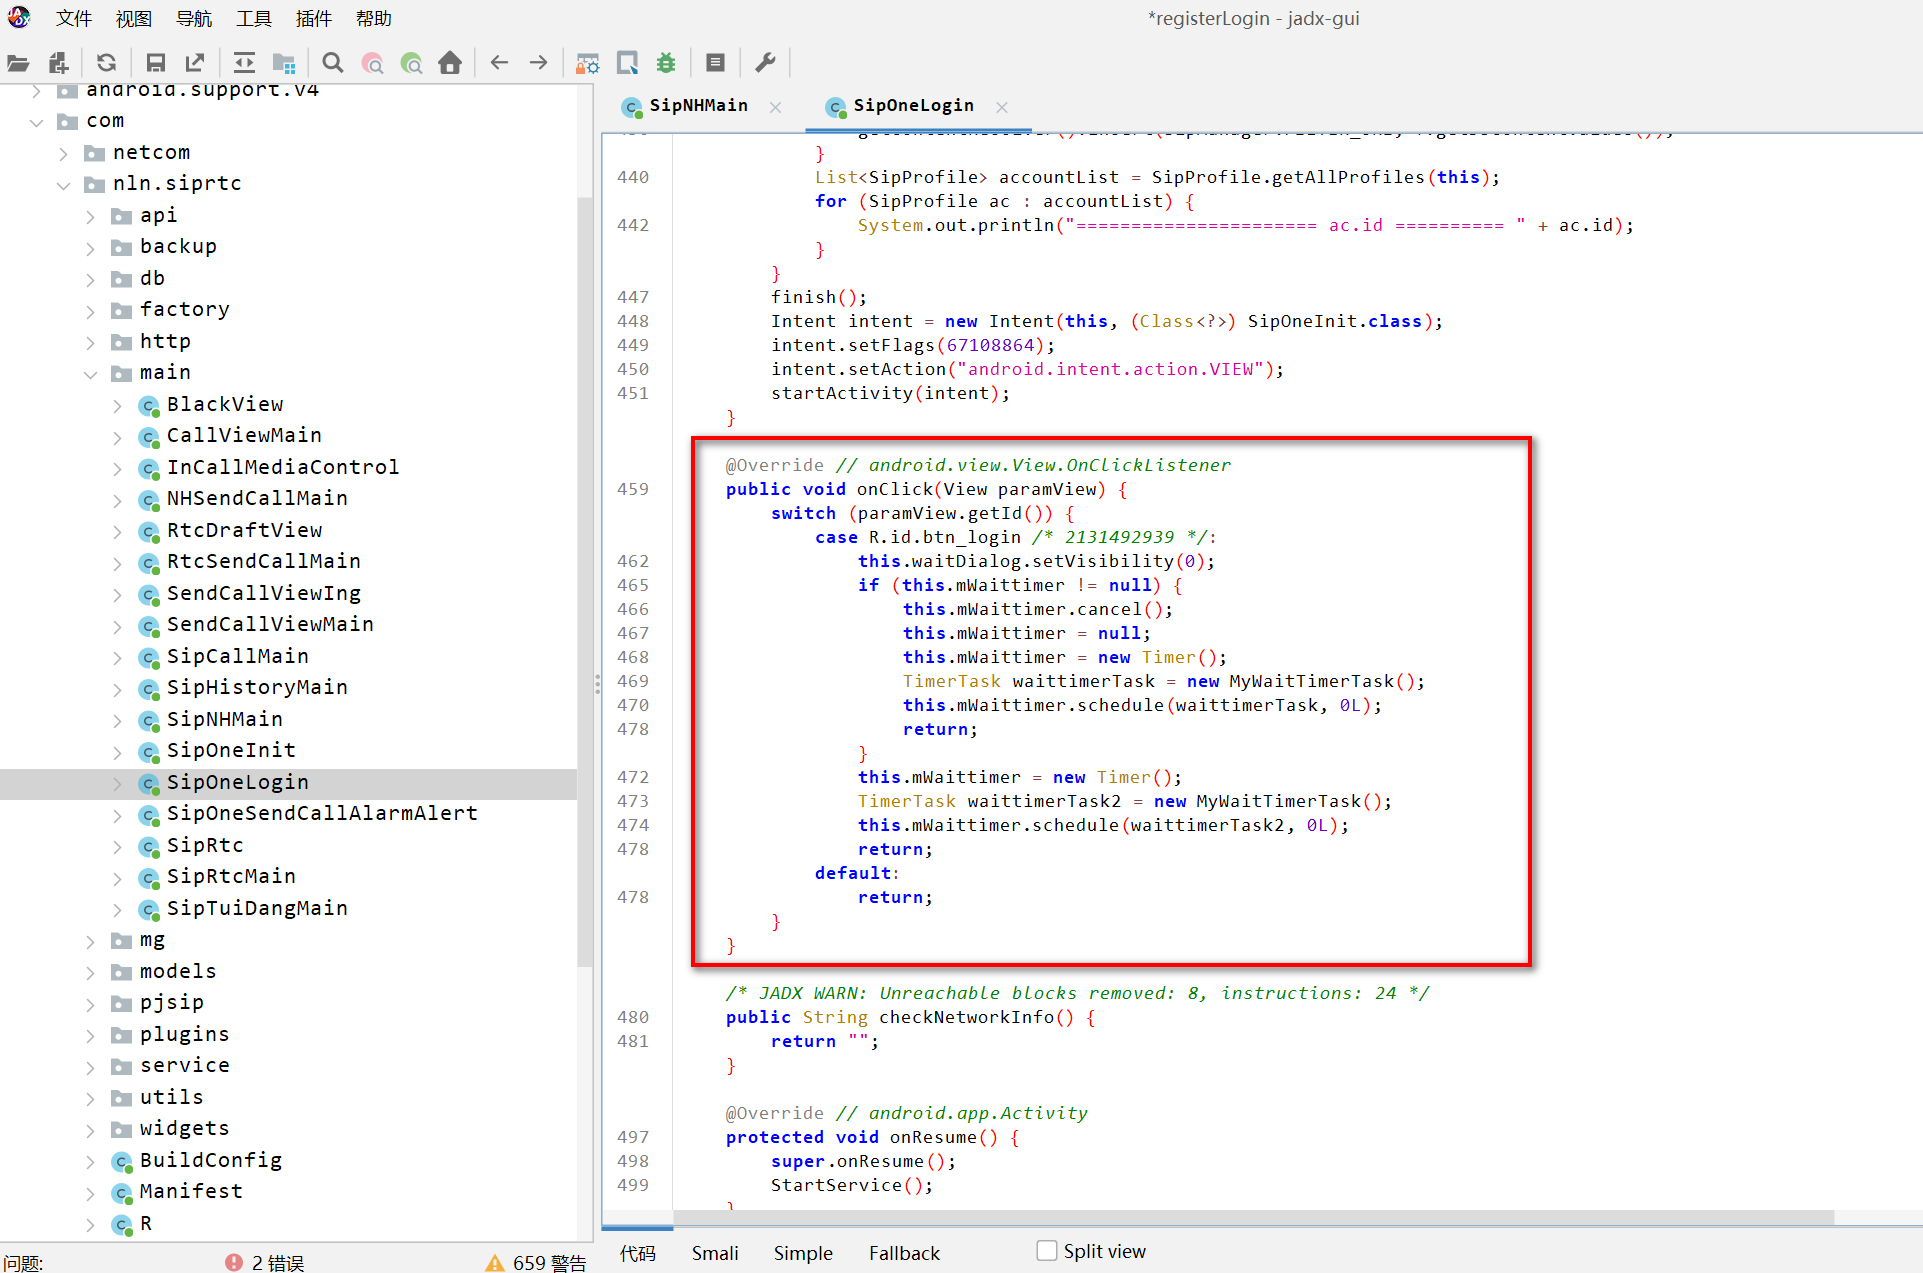 文件 视图 导航 工具 插件 帮助
*registerLogin - jadx-gui
android.support.v4
com
netcom
nln.siprtc
api
backup
db
factory
http
main
BlackView
CallViewMain
InCallMediaControl
NHSendCallMain
RtcDraftView
RtcSendCallMain
SendCallViewIng
SendCallViewMain
SipCallMain
SipHistoryMain
SipNHMain
SipOneInit
SipOneLogin
SipOneSendCallAlarmAlert
SipRtc
SipRtcMain
SipTuiDangMain
mg
models
pjsip
plugins
service
utils
widgets
BuildConfig
Manifest
R
问题: 2 错误 659 警告
SipNHMain SipOneLogin
}
440 List<SipProfile> accountList = SipProfile.getAllProfiles(this);
for (SipProfile ac : accountList) {
442 System.out.println("====================== ac.id ========== " + ac.id);
}
}
447 finish();
448 Intent intent = new Intent(this, (Class<?>) SipOneInit.class);
449 intent.setFlags(67108864);
450 intent.setAction("android.intent.action.VIEW");
451 startActivity(intent);
}
@Override // android.view.View.OnClickListener
459 public void onClick(View paramView) {
switch (paramView.getId()) {
case R.id.btn_login /* 2131492939 */:
462 this.waitDialog.setVisibility(0);
465 if (this.mWaittimer != null) {
466 this.mWaittimer.cancel();
467 this.mWaittimer = null;
468 this.mWaittimer = new Timer();
469 TimerTask waittimerTask = new MyWaitTimerTask();
470 this.mWaittimer.schedule(waittimerTask, 0L);
478 return;
}
472 this.mWaittimer = new Timer();
473 TimerTask waittimerTask2 = new MyWaitTimerTask();
474 this.mWaittimer.schedule(waittimerTask2, 0L);
478 return;
default:
478 return;
}
}
/* JADX WARN: Unreachable blocks removed: 8, instructions: 24 */
480 public String checkNetworkInfo() {
481 return "";
}
@Override // android.app.Activity
497 protected void onResume() {
498 super.onResume();
499 StartService();
}
代码 Smali Simple Fallback Split view